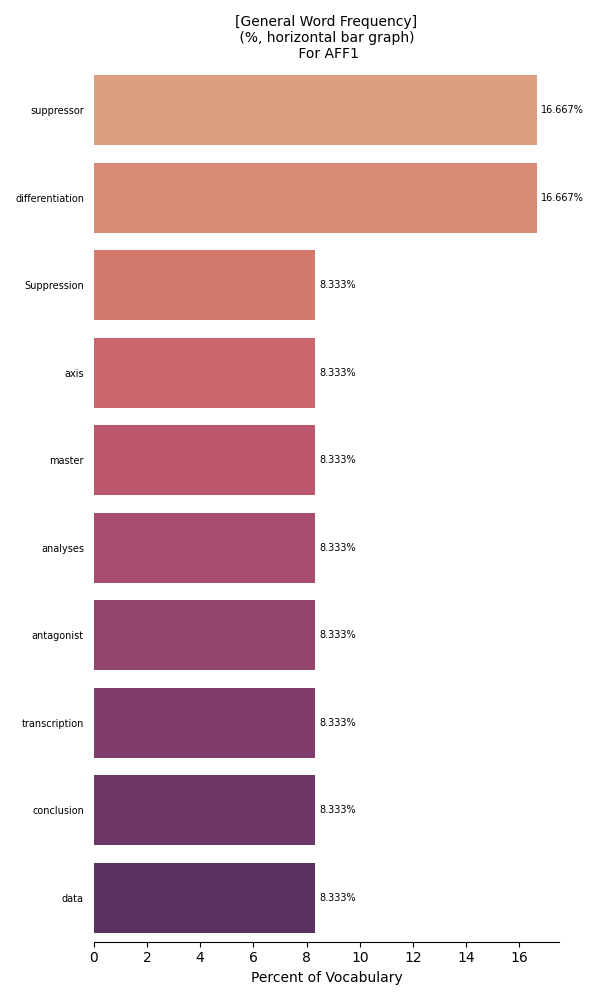 [General Word Frequency]
(%, horizontal bar graph)
For AFF1
suppressor 16.667%
differentiation 16.667%
Suppression 8.333%
axis 8.333%
master 8.333%
analyses 8.333%
antagonist 8.333%
transcription 8.333%
conclusion 8.333%
data 8.333%
0 2 4 6 8 10 12 14 16
Percent of Vocabulary